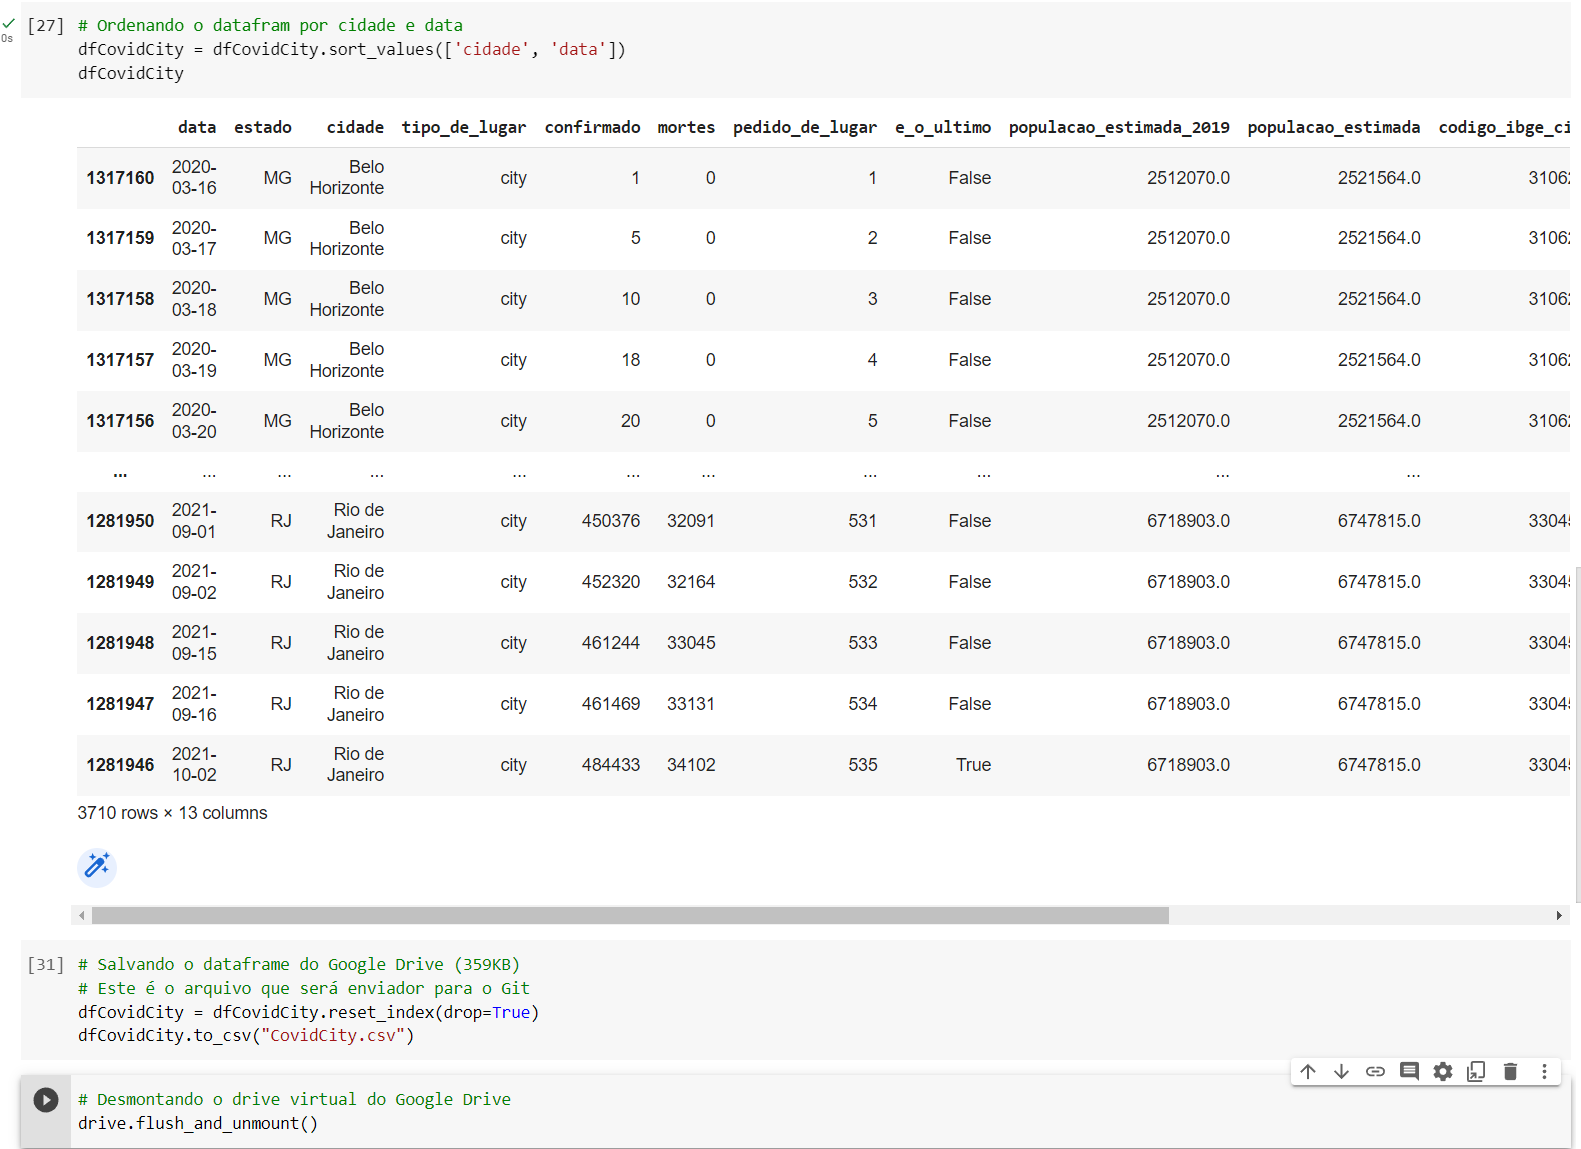 [27] # Ordenando o datafram por cidade e data
0s
dfCovidCity = dfCovidCity.sort_values(['cidade', 'data'])
dfCovidCity
data estado cidade tipo_de_lugar confirmado mortes pedido_de_lugar e_o_ultimo populacao_estimada_2019 populacao_estimada codigo_ibge_ci
1317160 2020-03-16 MG Belo Horizonte city 1 0 1 False 2512070.0 2521564.0 3106
1317159 2020-03-17 MG Belo Horizonte city 5 0 2 False 2512070.0 2521564.0 3106
1317158 2020-03-18 MG Belo Horizonte city 10 0 3 False 2512070.0 2521564.0 3106
1317157 2020-03-19 MG Belo Horizonte city 18 0 4 False 2512070.0 2521564.0 3106
1317156 2020-03-20 MG Belo Horizonte city 20 0 5 False 2512070.0 2521564.0 3106
... ... ... ... ... ... ... ... ... ... ...
1281950 2021-09-01 RJ Rio de Janeiro city 450376 32091 531 False 6718903.0 6747815.0 3304
1281949 2021-09-02 RJ Rio de Janeiro city 452320 32164 532 False 6718903.0 6747815.0 3304
1281948 2021-09-15 RJ Rio de Janeiro city 461244 33045 533 False 6718903.0 6747815.0 3304
1281947 2021-09-16 RJ Rio de Janeiro city 461469 33131 534 False 6718903.0 6747815.0 3304
1281946 2021-10-02 RJ Rio de Janeiro city 484433 34102 535 True 6718903.0 6747815.0 3304
3710 rows × 13 columns
[31] # Salvando o dataframe do Google Drive (359KB)
# Este é o arquivo que será enviador para o Git
dfCovidCity = dfCovidCity.reset_index(drop=True)
dfCovidCity.to_csv("CovidCity.csv")
# Desmontando o drive virtual do Google Drive
drive.flush_and_unmount()